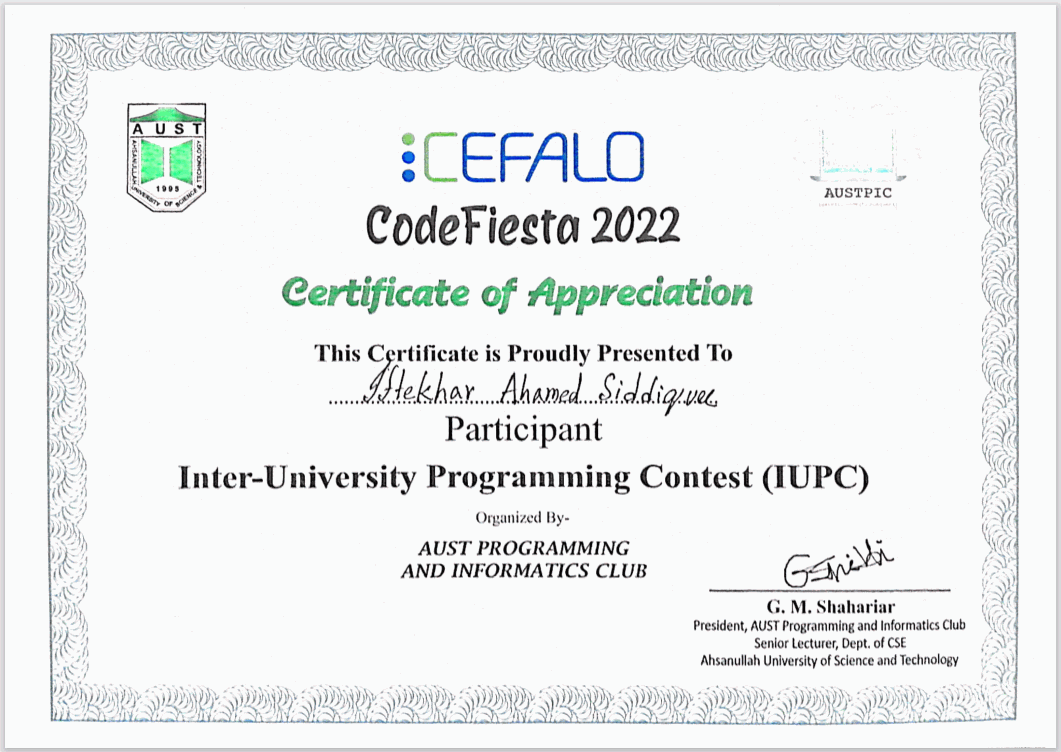 A U S T
AHSANULLAH
UNIVERSITY OF SCIENCE & TECHNOLOGY
1995
CEFALO
AUSTPIC
CodeFiesta 2022
Certificate of Appreciation
This Certificate is Proudly Presented To
Iftekhar Ahamed Siddiquee
Participant
Inter-University Programming Contest (IUPC)
Organized By-
AUST PROGRAMMING
AND INFORMATICS CLUB
G. M. Shahariar
President, AUST Programming and Informatics Club
Senior Lecturer, Dept. of CSE
Ahsanullah University of Science and Technology